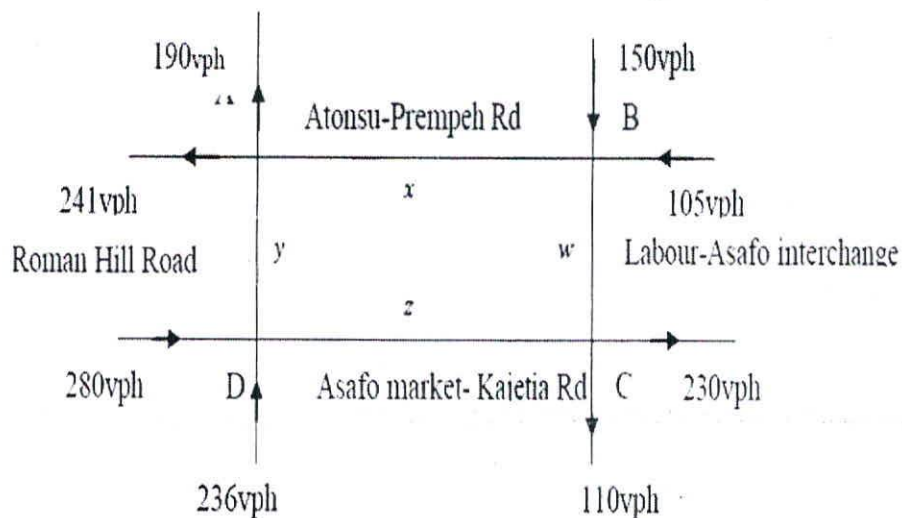 190vph
150vph
Atonsu-Prempeh Rd
B
241vph
x
105vph
Roman Hill Road
y
w
Labour-Asafo interchange
z
280vph
D
Asafo market- Kajetia Rd
C
230vph
236vph
110vph